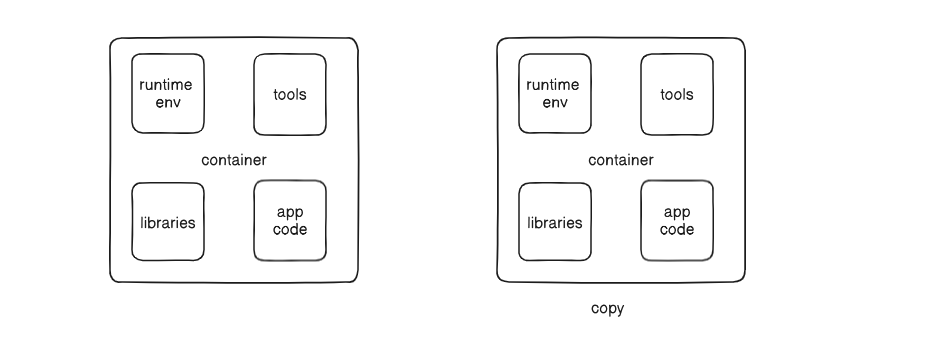 runtime
env
tools
container
libraries
app
code
runtime
env
tools
container
libraries
app
code
copy